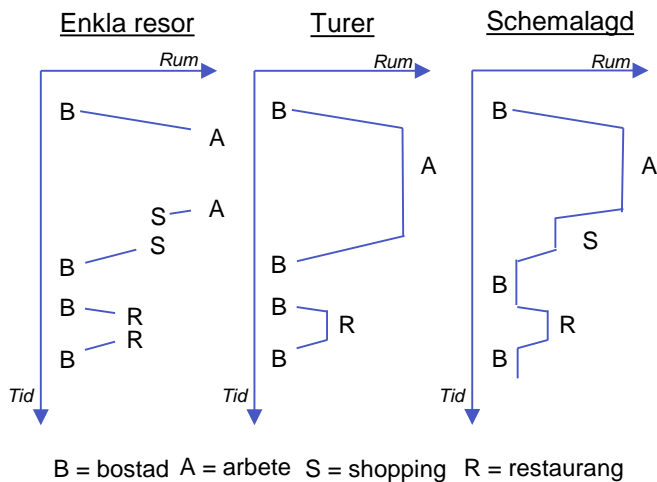 Enkla resor
Rum
B
A
A
S
S
B
B
R
R
B
Tid
Turer
Rum
B
A
B
B
R
B
Tid
Schemalagd
Rum
B
A
S
B
R
B
Tid
B = bostad A = arbete S = shopping R = restaurang